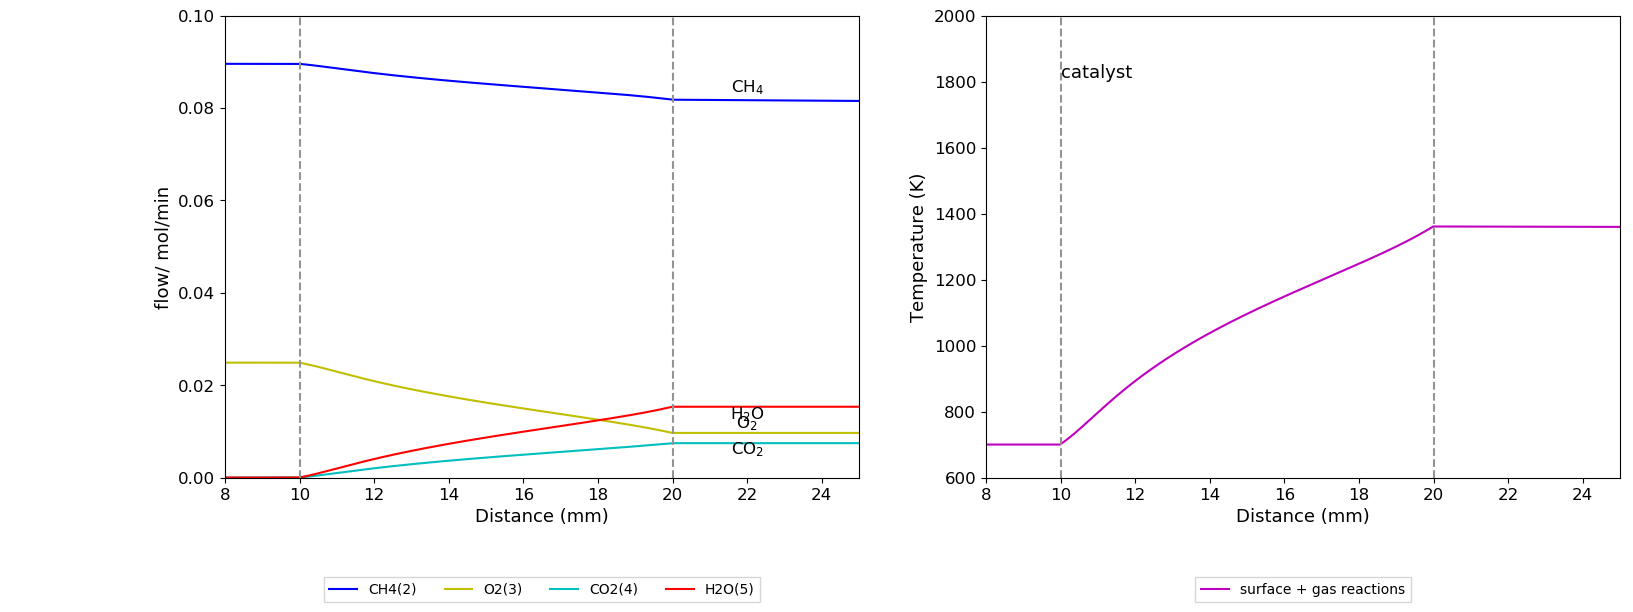 0.10
0.08
0.06
0.04
0.02
0.00
flow/ mol/min
CH₄
H₂O
O₂
CO₂
8 10 12 14 16 18 20 22 24
Distance (mm)
CH4(2) O2(3) CO2(4) H2O(5)
2000
1800
1600
1400
1200
1000
800
600
Temperature (K)
catalyst
8 10 12 14 16 18 20 22 24
Distance (mm)
surface + gas reactions